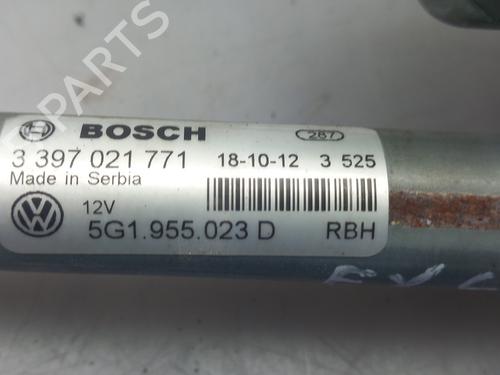 BOSCH
287
3 397 021 771
18-10-12 3 525
Made in Serbia
12V
5G1.955.023 D
RBH
B-PARTS